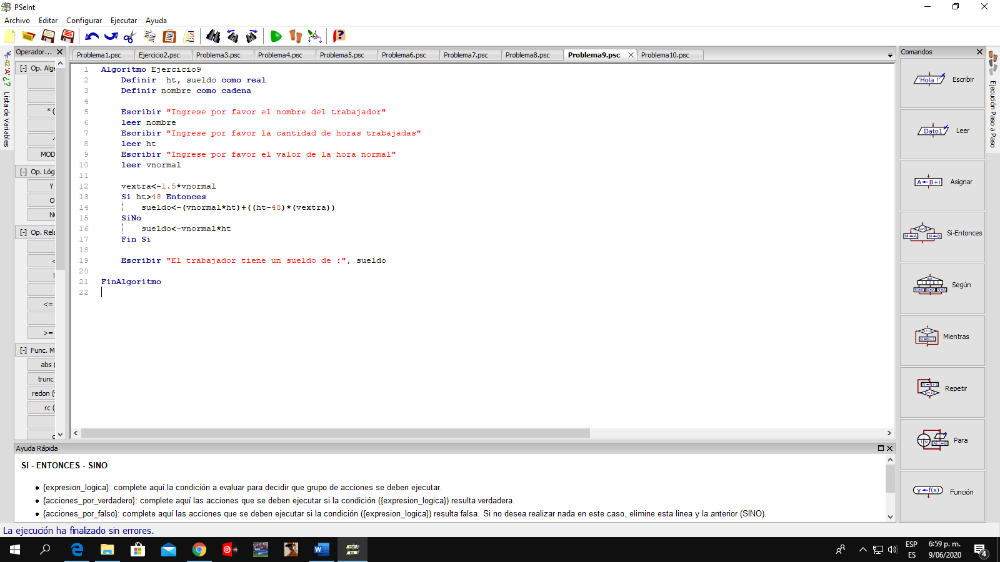 PSeInt
Archivo Editar Configurar Ejecutar Ayuda
Operador...
Problema1.psc Ejercicio2.psc Problema3.psc Problema4.psc Problema5.psc Problema6.psc Problema7.psc Problema8.psc Problema9.psc Problema10.psc
Comandos
Lista de Variables
[-] Op. Alge
* (
MOD
[-] Op. Lóg
Y
O
[-] Op. Rela
<
!
<=
>=
[-] Func. M
abs (
trunc
redon (
rc (
1 Algoritmo Ejercicio9
2 Definir ht, sueldo como real
3 Definir nombre como cadena
4
5 Escribir "Ingrese por favor el nombre del trabajador"
6 leer nombre
7 Escribir "Ingrese por favor la cantidad de horas trabajadas"
8 leer ht
9 Escribir "Ingrese por favor el valor de la hora normal"
10 leer vnormal
11
12 vextra<-1.5*vnormal
13 Si ht>48 Entonces
14 sueldo<-(vnormal*ht)+((ht-48)*(vextra))
15 SiNo
16 sueldo<-vnormal*ht
17 Fin Si
18
19 Escribir "El trabajador tiene un sueldo de :", sueldo
20
21 FinAlgoritmo
22
'Hola !' Escribir
Dato1 Leer
A←B+i Asignar
A>B M←A M←B Si-Entonces
Según
Mientras
Repetir
Para
y←f(x) Función
Ejecución Paso a Paso
Ayuda Rápida
SI - ENTONCES - SINO
• {expresion_logica}: complete aquí la condición a evaluar para decidir que grupo de acciones se deben ejecutar.
• {acciones_por_verdadero}: complete aquí las acciones que se deben ejecutar si la condición ({expresion_logica}) resulta verdadera.
• {acciones_por_falso}: complete aquí las acciones que se deben ejecutar si la condición ({expresion_logica}) resulta falsa. Si no desea realizar nada en este caso, elimine esta linea y la anterior (SINO).
La ejecución ha finalizado sin errores.
ESP
ES
6:59 p. m.
9/06/2020
4